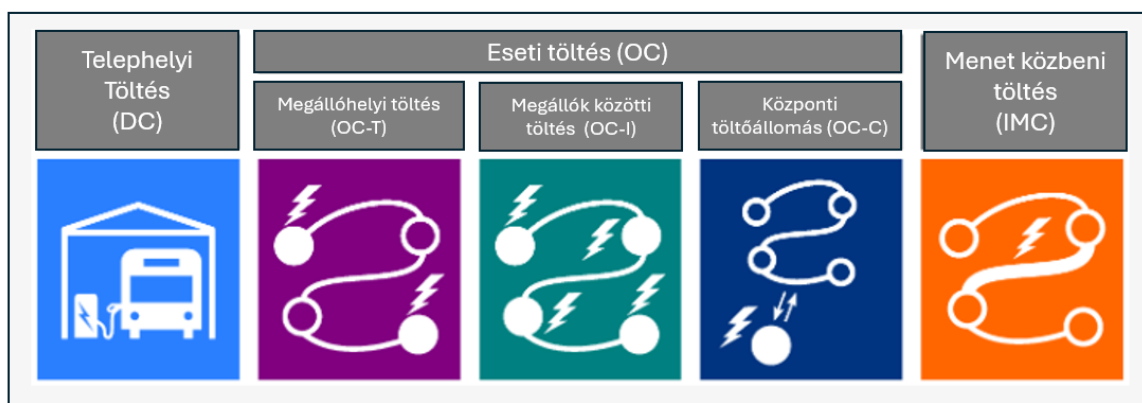 Telephelyi
Töltés
(DC)
Eseti töltés (OC)
Megállóhelyi töltés
(OC-T)
Megállók közötti
töltés (OC-I)
Központi
töltőállomás (OC-C)
Menet közbeni
töltés
(IMC)